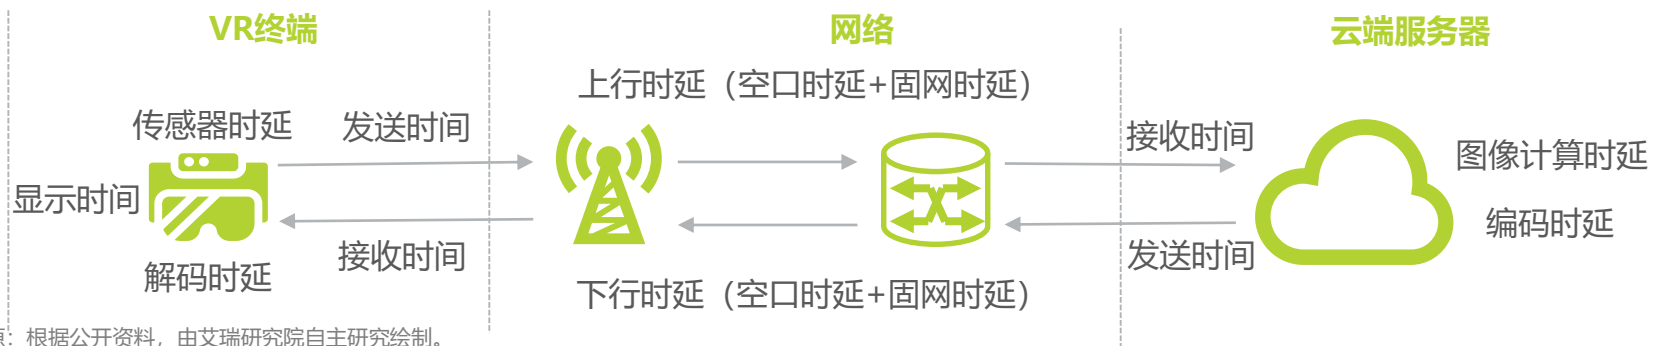 VR终端
网络
云端服务器
上行时延（空口时延+固网时延）
传感器时延
发送时间
接收时间
图像计算时延
显示时间
编码时延
接收时间
发送时间
解码时延
下行时延（空口时延+固网时延）
：根据公开资料，由艾瑞研究院自主研究绘制。